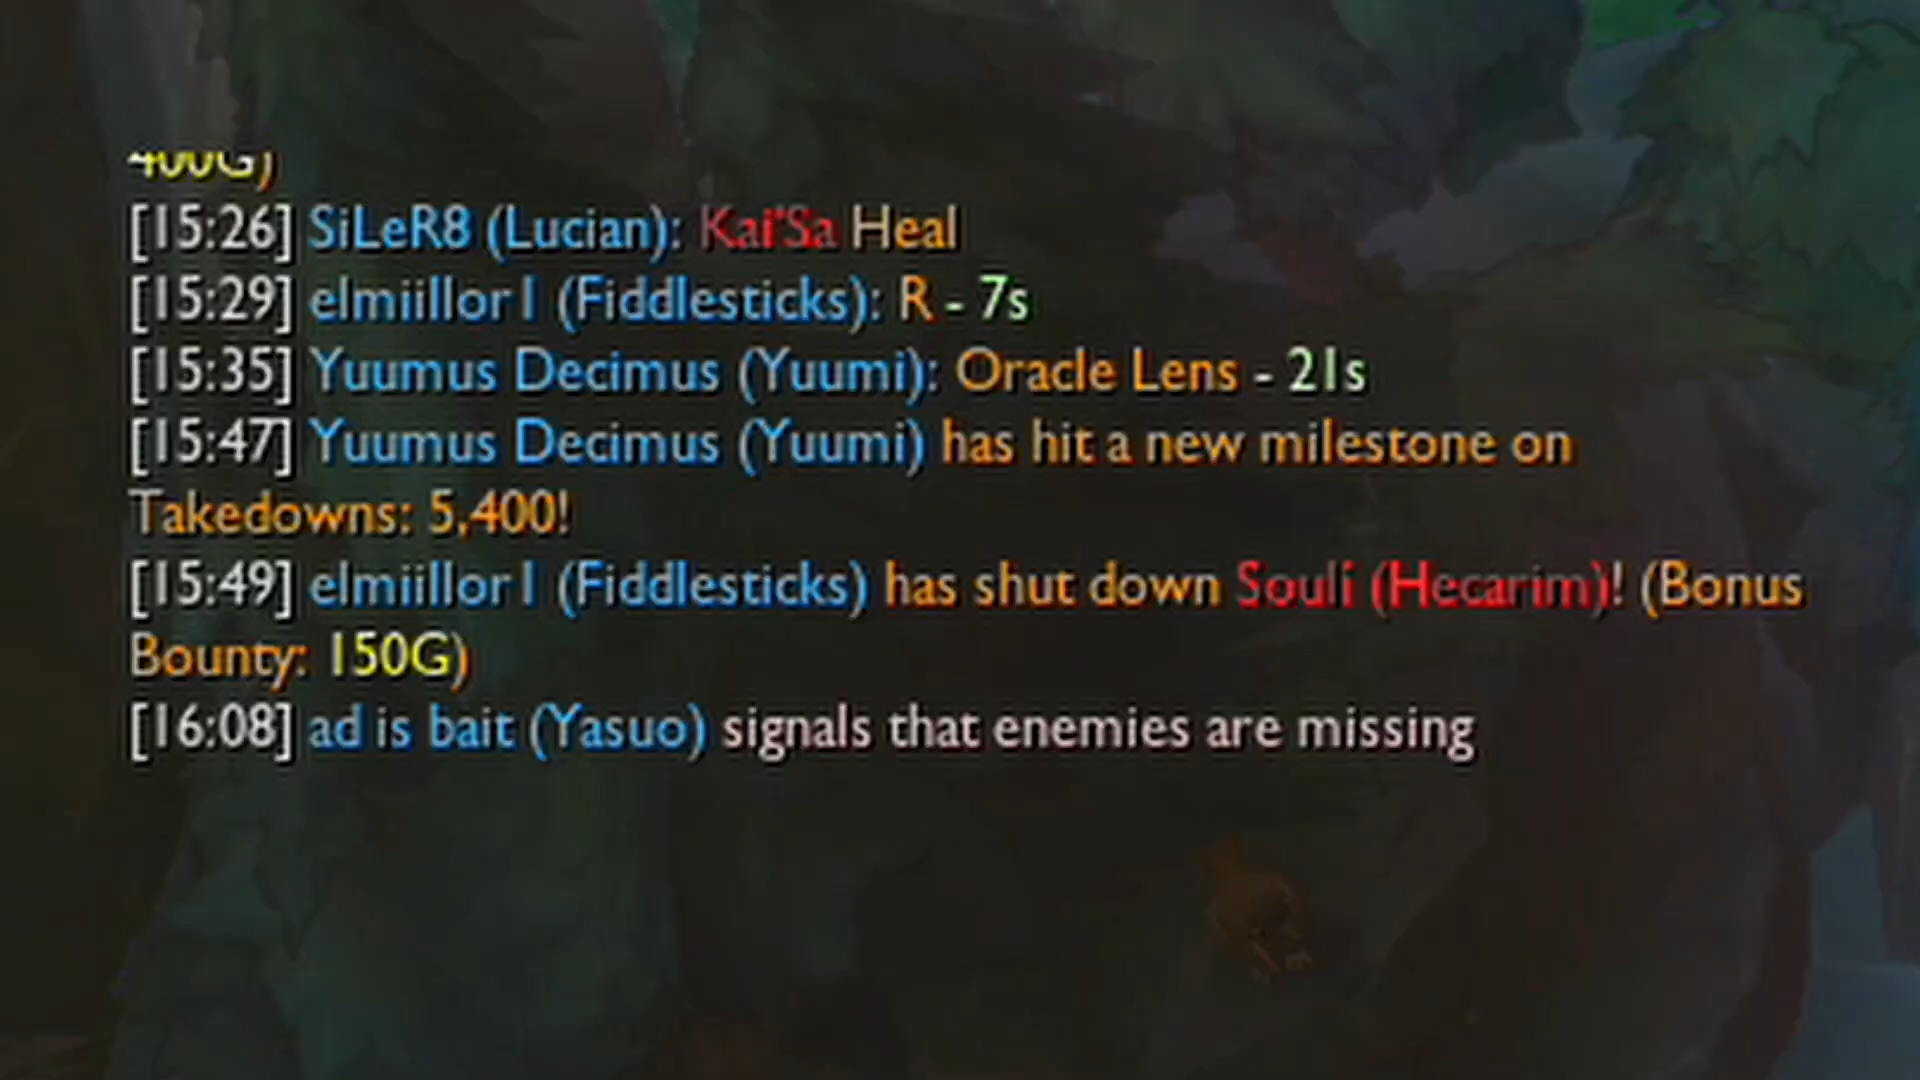 400G)
[15:26] SiLeR8 (Lucian): Kai'Sa Heal
[15:29] elmiillor1 (Fiddlesticks): R - 7s
[15:35] Yuumus Decimus (Yuumi): Oracle Lens - 21s
[15:47] Yuumus Decimus (Yuumi) has hit a new milestone on
Takedowns: 5,400!
[15:49] elmiillor1 (Fiddlesticks) has shut down Soulí (Hecarim)! (Bonus
Bounty: 150G)
[16:08] ad is bait (Yasuo) signals that enemies are missing